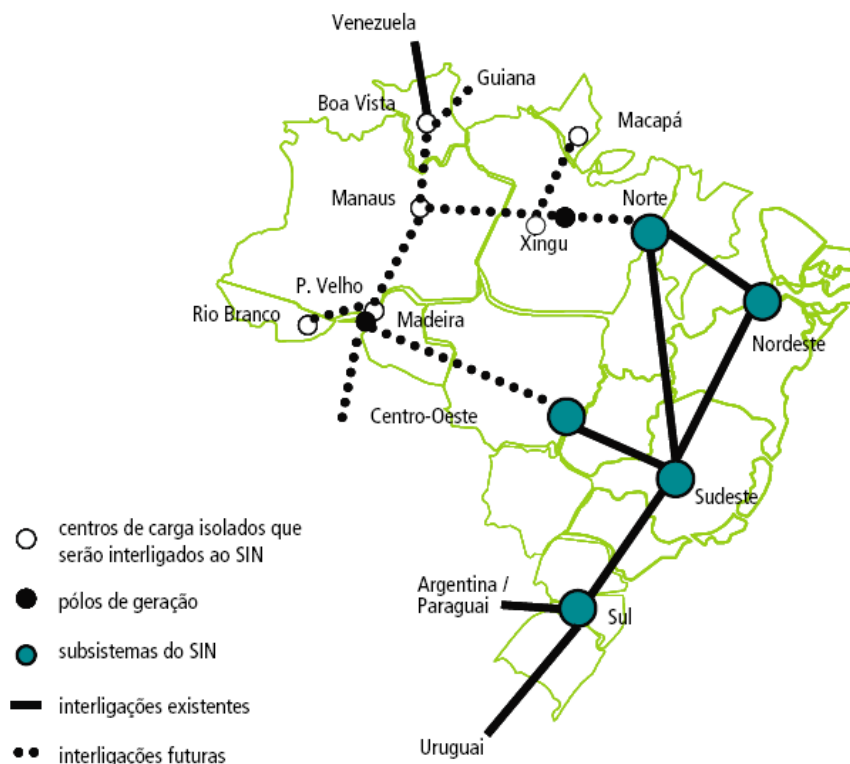 Venezuela
Guiana
Boa Vista
Macapá
Manaus
Norte
Xingu
P. Velho
Rio Branco
Madeira
Nordeste
Centro-Oeste
Sudeste
centros de carga isolados que
serão interligados ao SIN
Argentina /
Paraguai
pólos de geração
Sul
subsistemas do SIN
interligações existentes
Uruguai
interligações futuras